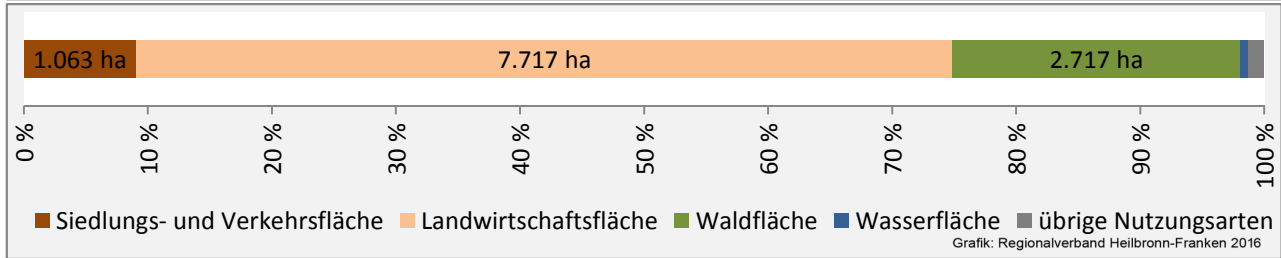 1.063 ha 7.717 ha 2.717 ha
0 % 10 % 20 % 30 % 40 % 50 % 60 % 70 % 80 % 90 % 100 %
Siedlungs- und Verkehrsfläche Landwirtschaftsfläche Waldfläche Wasserfläche übrige Nutzungsarten
Grafik: Regionalverband Heilbronn-Franken 2016